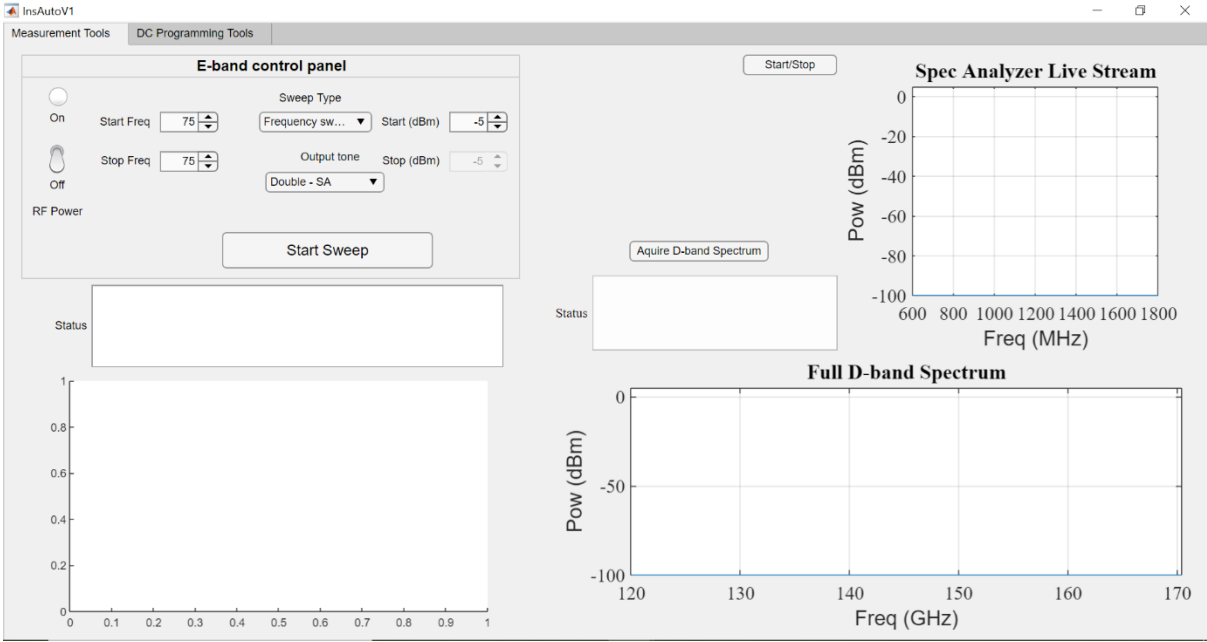 InsAutoV1
Measurement Tools DC Programming Tools
E-band control panel
On
Start Freq 75
Sweep Type
Frequency sw...
Start (dBm) -5
Off
Stop Freq 75
Output tone
Double - SA
Stop (dBm) -5
RF Power
Start Sweep
Status
1
0.8
0.6
0.4
0.2
0
0 0.1 0.2 0.3 0.4 0.5 0.6 0.7 0.8 0.9 1
Start/Stop
Aquire D-band Spectrum
Status
Spec Analyzer Live Stream
Pow (dBm)
0
-20
-40
-60
-80
-100
600 800 1000 1200 1400 1600 1800
Freq (MHz)
Full D-band Spectrum
Pow (dBm)
0
-50
-100
120 130 140 150 160 170
Freq (GHz)